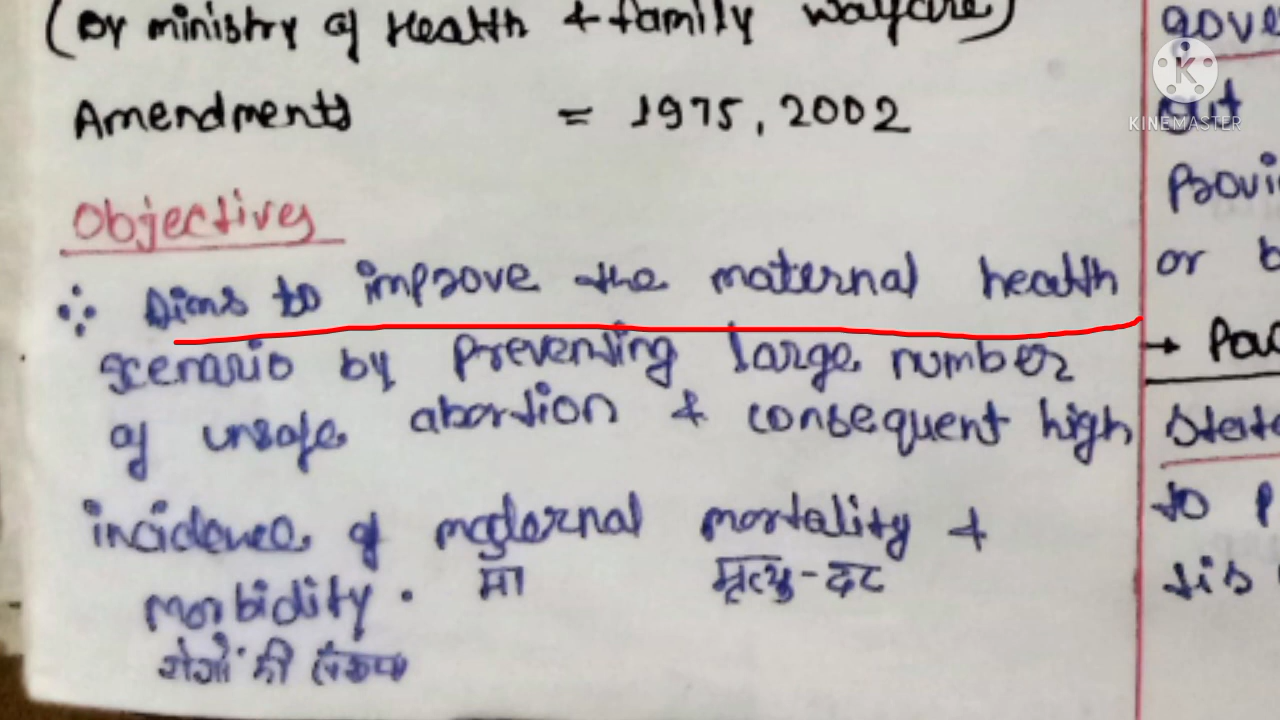 (by ministry of Health & family walfare)
Amendments = 1975, 2002
Objectives
Aims to improve the maternal health
scenario by preventing large number
of unsafe abortion & consequent high
incidence of maternal mortality &
माँ मृत्यु-दर
morbidity.
रोगों की संख्या
gove
out
KINEMASTER
Provi
or b
→ Pac
State
to P
tis